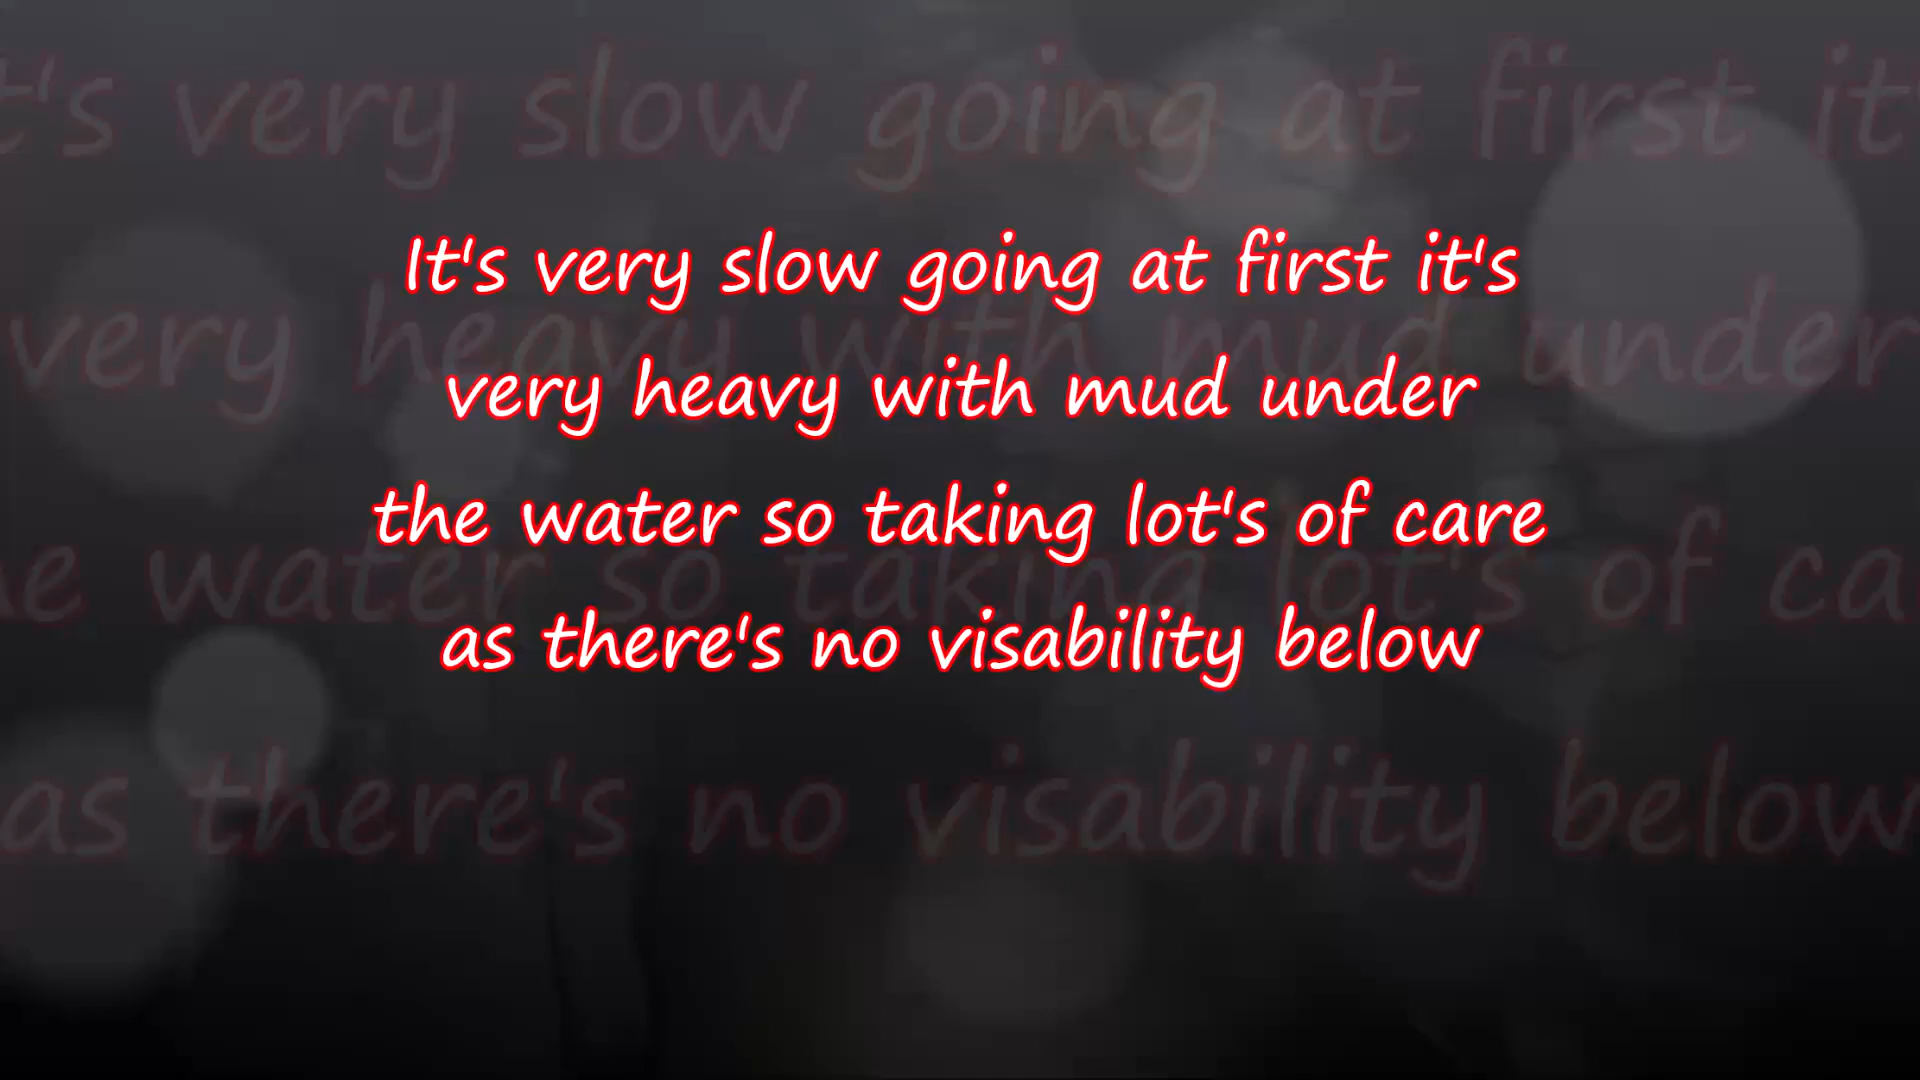 It's very slow going at first it's
very heavy with mud under
the water so taking lot's of care
as there's no visability below